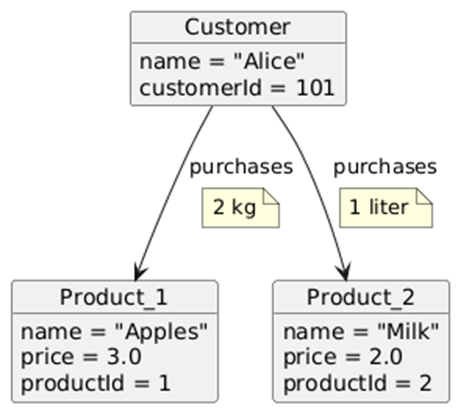 Customer
name = "Alice"
customerId = 101
purchases
purchases
2 kg
1 liter
Product_1
name = "Apples"
price = 3.0
productId = 1
Product_2
name = "Milk"
price = 2.0
productId = 2